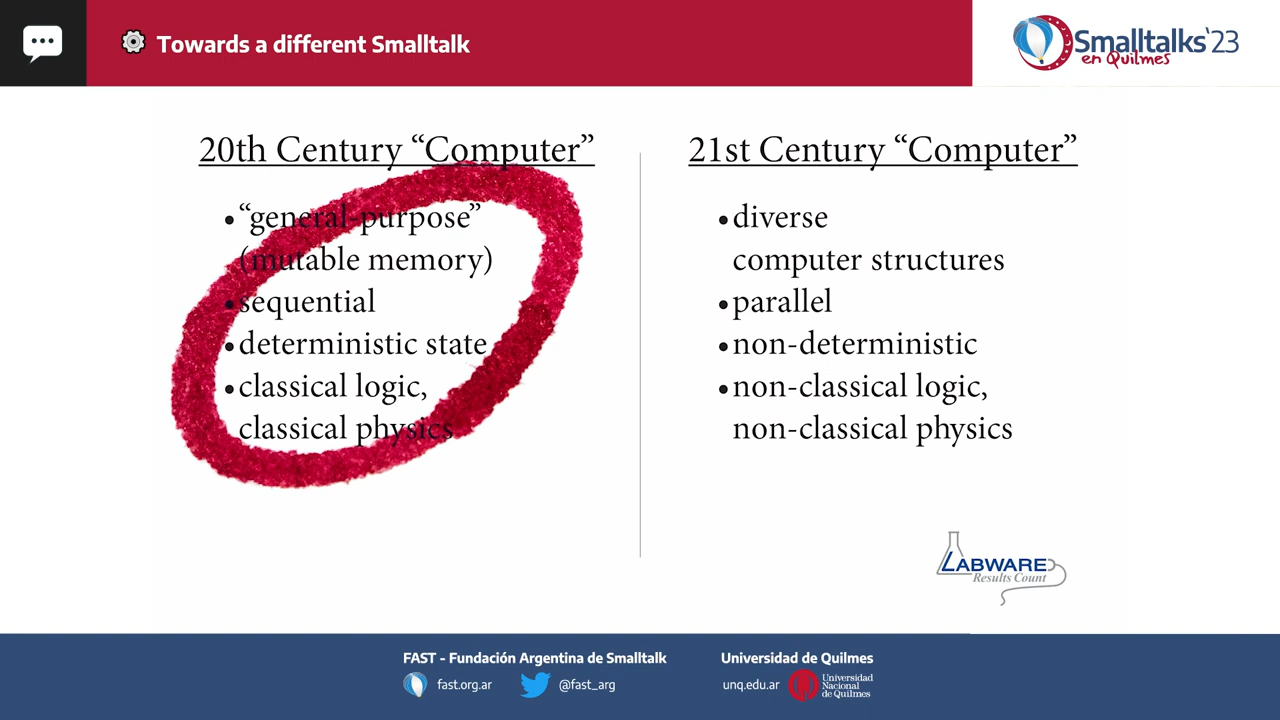 Towards a different Smalltalk
Smalltalks'23
en Quilmes
20th Century “Computer”
•“general-purpose”
(mutable memory)
•sequential
•deterministic state
•classical logic,
classical physics
21st Century “Computer”
•diverse
computer structures
•parallel
•non-deterministic
•non-classical logic,
non-classical physics
LABWARE
Results Count
FAST - Fundación Argentina de Smalltalk
fast.org.ar
@fast_arg
Universidad de Quilmes
unq.edu.ar
Universidad
Nacional
de Quilmes